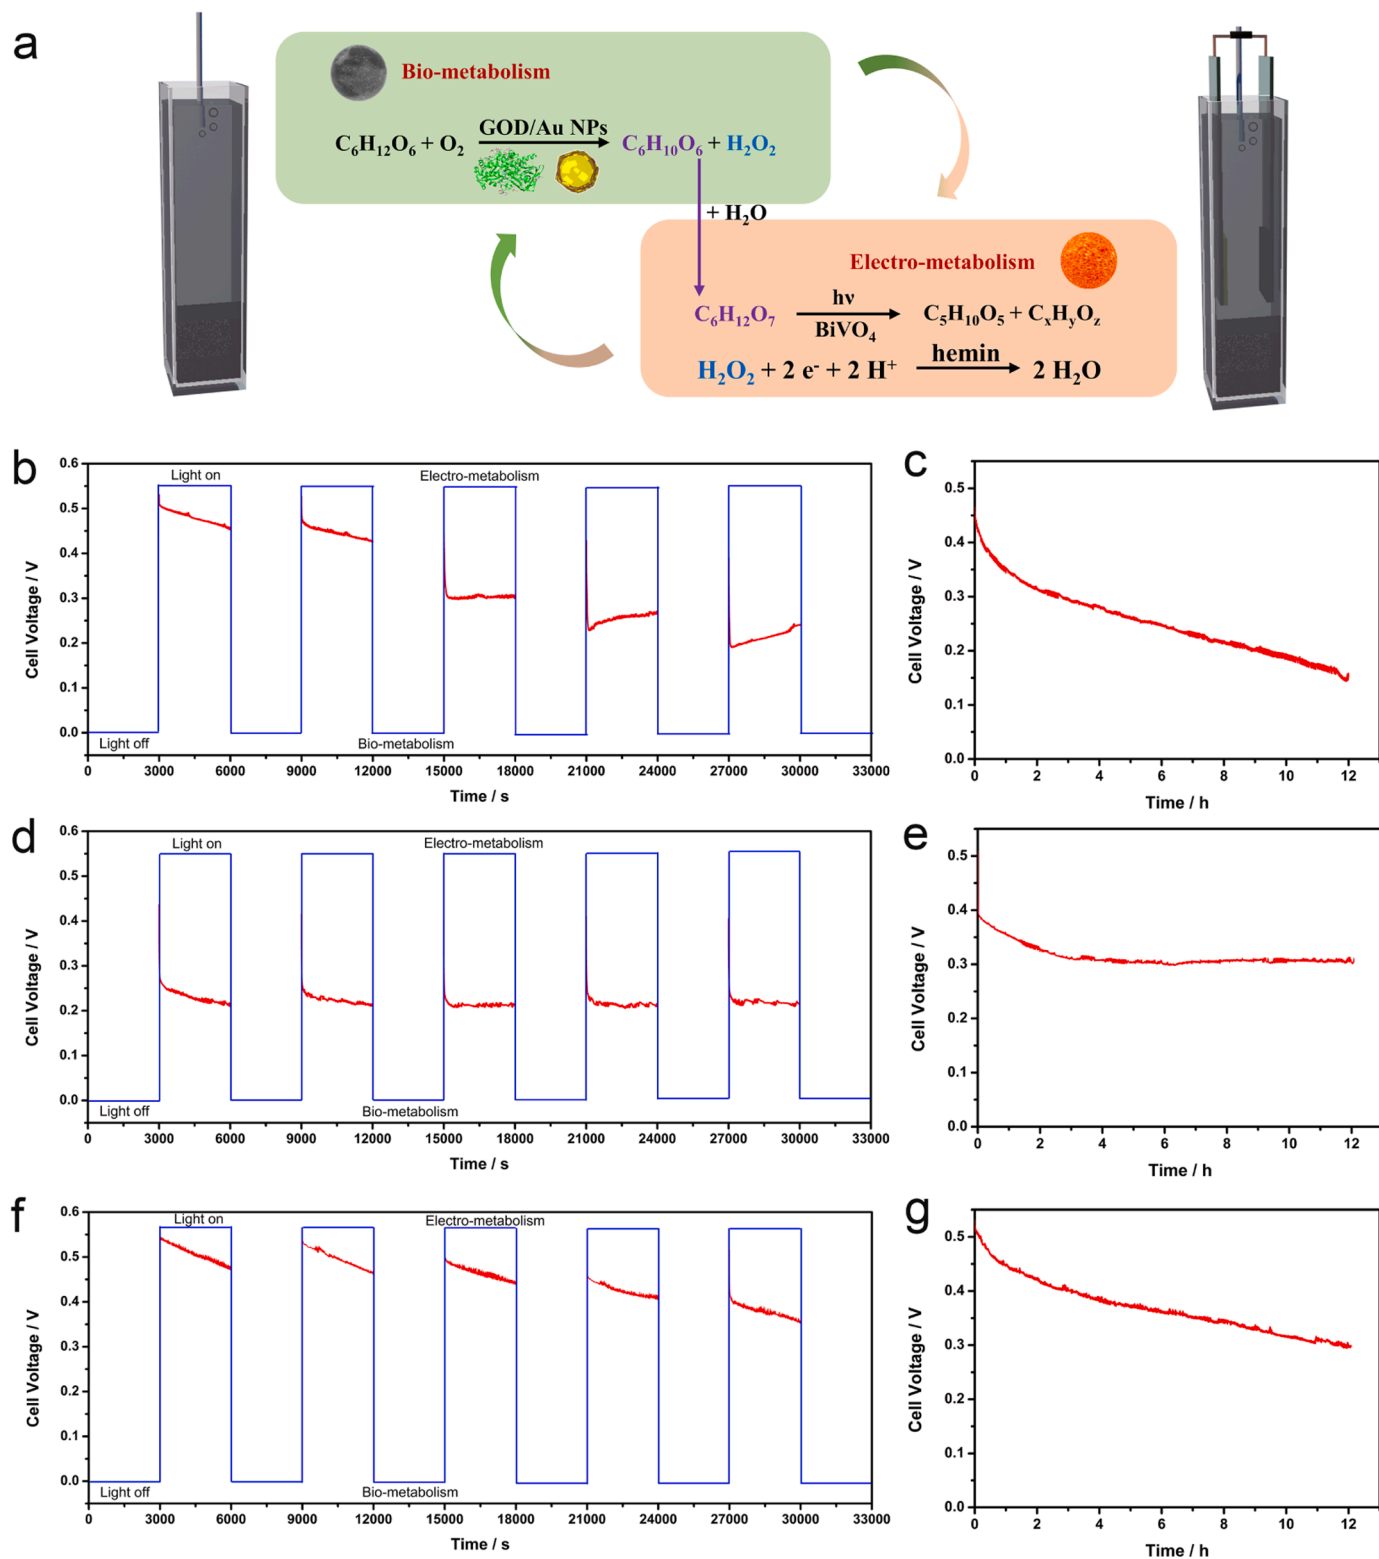 a
Bio-metabolism
C₆H₁₂O₆ + O₂ GOD/Au NPs C₆H₁₀O₆ + H₂O₂
+ H₂O
Electro-metabolism
C₆H₁₂O₇ hν BiVO₄ C₅H₁₀O₅ + CₓHᵧO_z
H₂O₂ + 2 e⁻ + 2 H⁺ hemin 2 H₂O
b
0.6
0.5
0.4
0.3
0.2
0.1
0.0
Cell Voltage / V
Light on
Electro-metabolism
Light off
Bio-metabolism
0 3000 6000 9000 12000 15000 18000 21000 24000 27000 30000 33000
Time / s
c
0.5
0.4
0.3
0.2
0.1
0.0
Cell Voltage / V
0 2 4 6 8 10 12
Time / h
d
0.6
0.5
0.4
0.3
0.2
0.1
0.0
Cell Voltage / V
Light on
Electro-metabolism
Light off
Bio-metabolism
0 3000 6000 9000 12000 15000 18000 21000 24000 27000 30000 33000
Time / s
e
0.5
0.4
0.3
0.2
0.1
0.0
Cell Voltage / V
0 2 4 6 8 10 12
Time / h
f
0.6
0.5
0.4
0.3
0.2
0.1
0.0
Cell Voltage / V
Light on
Electro-metabolism
Light off
Bio-metabolism
0 3000 6000 9000 12000 15000 18000 21000 24000 27000 30000 33000
Time / s
g
0.5
0.4
0.3
0.2
0.1
0.0
Cell Voltage / V
0 2 4 6 8 10 12
Time / h